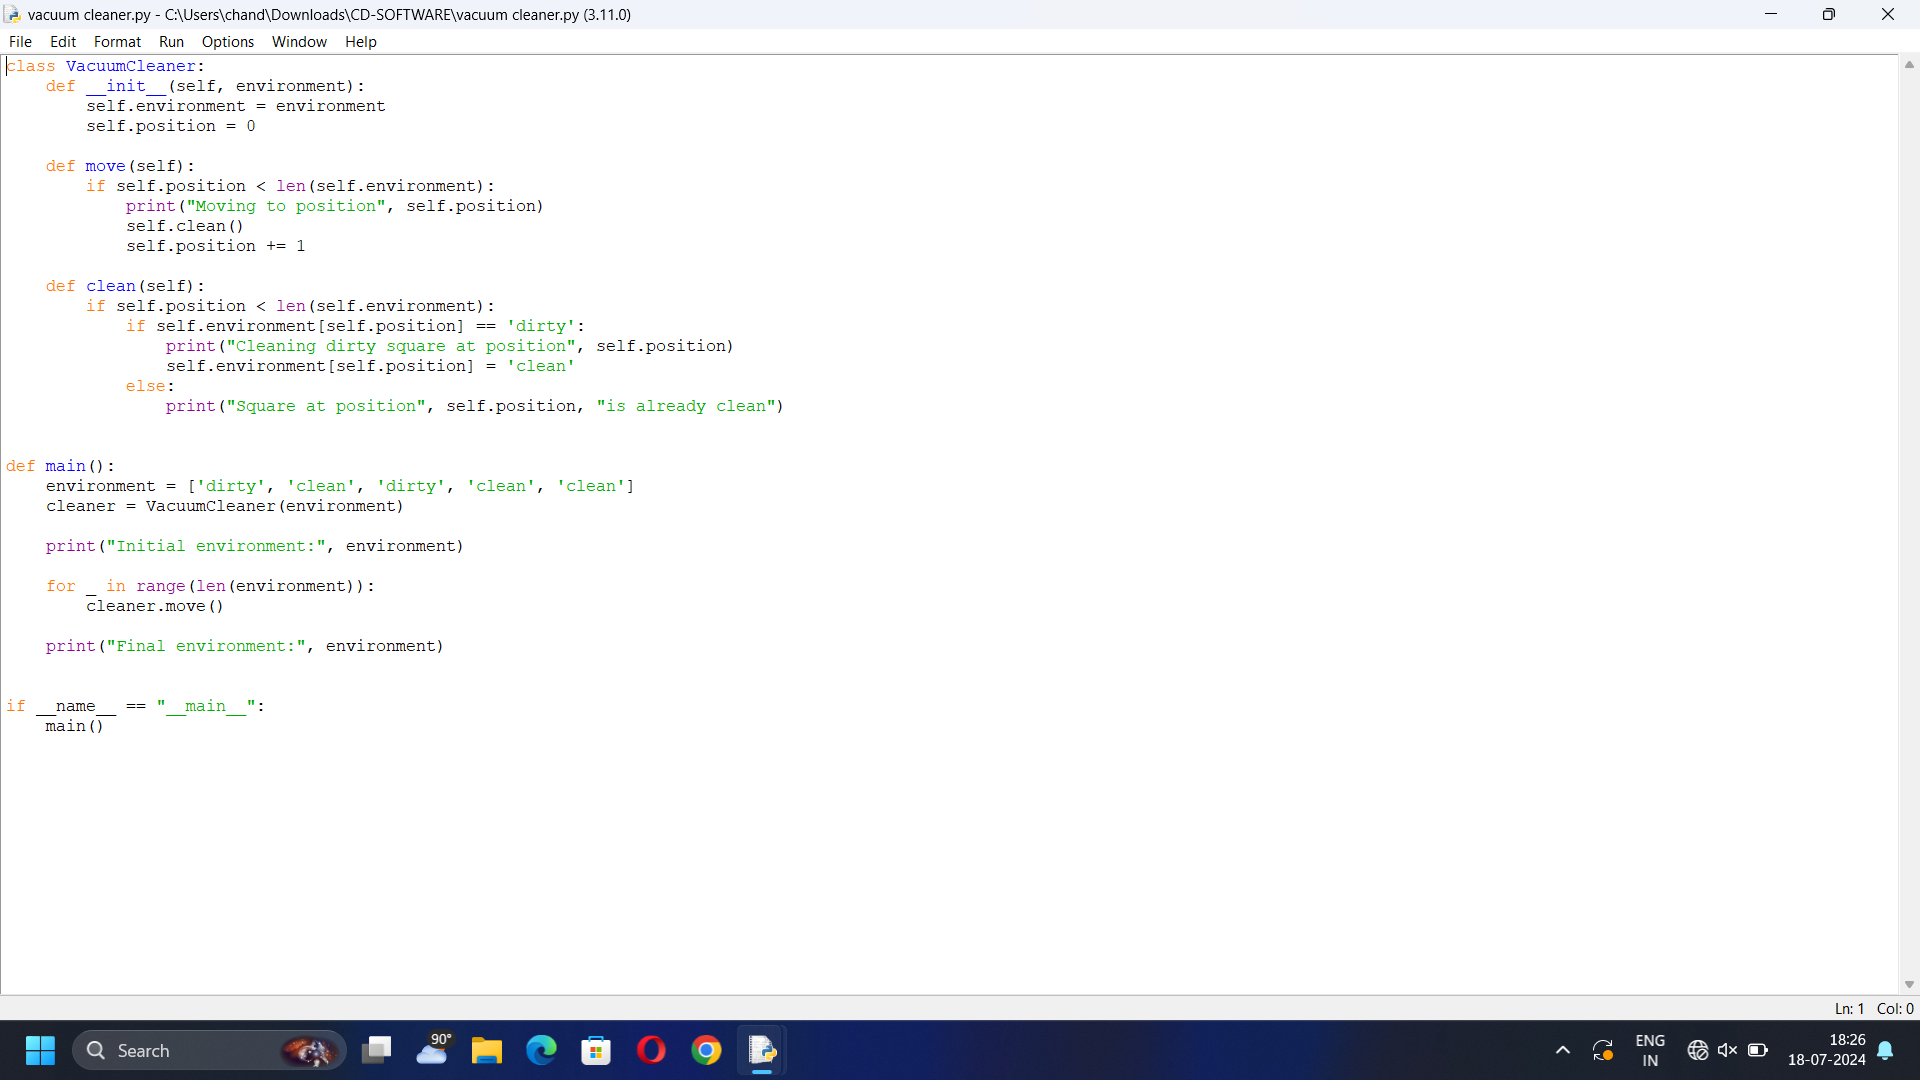 vacuum cleaner.py - C:\Users\chand\Downloads\CD-SOFTWARE\vacuum cleaner.py (3.11.0)
File Edit Format Run Options Window Help
class VacuumCleaner:
    def __init__(self, environment):
        self.environment = environment
        self.position = 0

    def move(self):
        if self.position < len(self.environment):
            print("Moving to position", self.position)
            self.clean()
            self.position += 1

    def clean(self):
        if self.position < len(self.environment):
            if self.environment[self.position] == 'dirty':
                print("Cleaning dirty square at position", self.position)
                self.environment[self.position] = 'clean'
            else:
                print("Square at position", self.position, "is already clean")


def main():
    environment = ['dirty', 'clean', 'dirty', 'clean', 'clean']
    cleaner = VacuumCleaner(environment)

    print("Initial environment:", environment)

    for _ in range(len(environment)):
        cleaner.move()

    print("Final environment:", environment)


if __name__ == "__main__":
    main()
Ln: 1 Col: 0
Search
90°
ENG
IN
18:26
18-07-2024